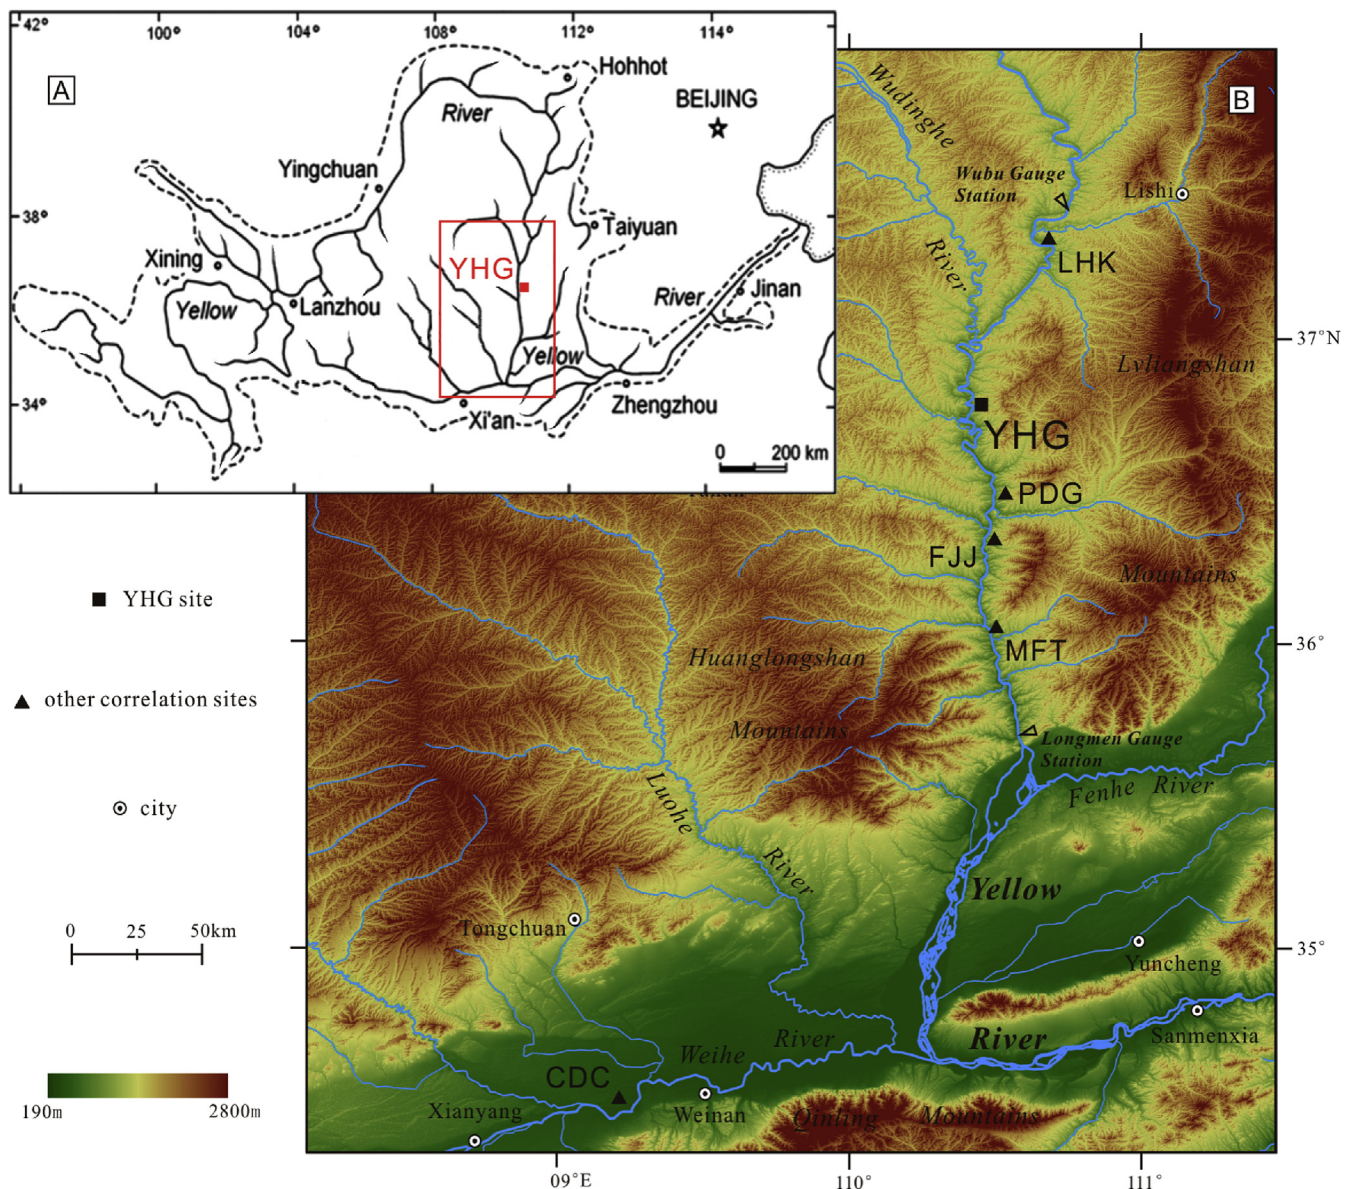 42°
100°
104°
108°
112°
114°
A
Hohhot
River
BEIJING
Yingchuan
38°
Taiyuan
Xining
YHG
Yellow
Lanzhou
River
Jinan
Yellow
34°
Xi'an
Zhengzhou
0
200 km
B
Wudinghe
River
Wubu Gauge
Station
Lishi
LHK
37°N
Lvliangshan
YHG
PDG
FJJ
Mountains
36°
MFT
Huanglongshan
Mountains
Longmen Gauge
Station
Fenhe River
Luohe
River
Yellow
Tongchuan
35°
Yuncheng
River
Sanmenxia
Weihe
River
CDC
Xianyang
Weinan
Qinling
Mountains
09°E
110°
111°
YHG site
other correlation sites
city
0
25
50km
190m
2800m